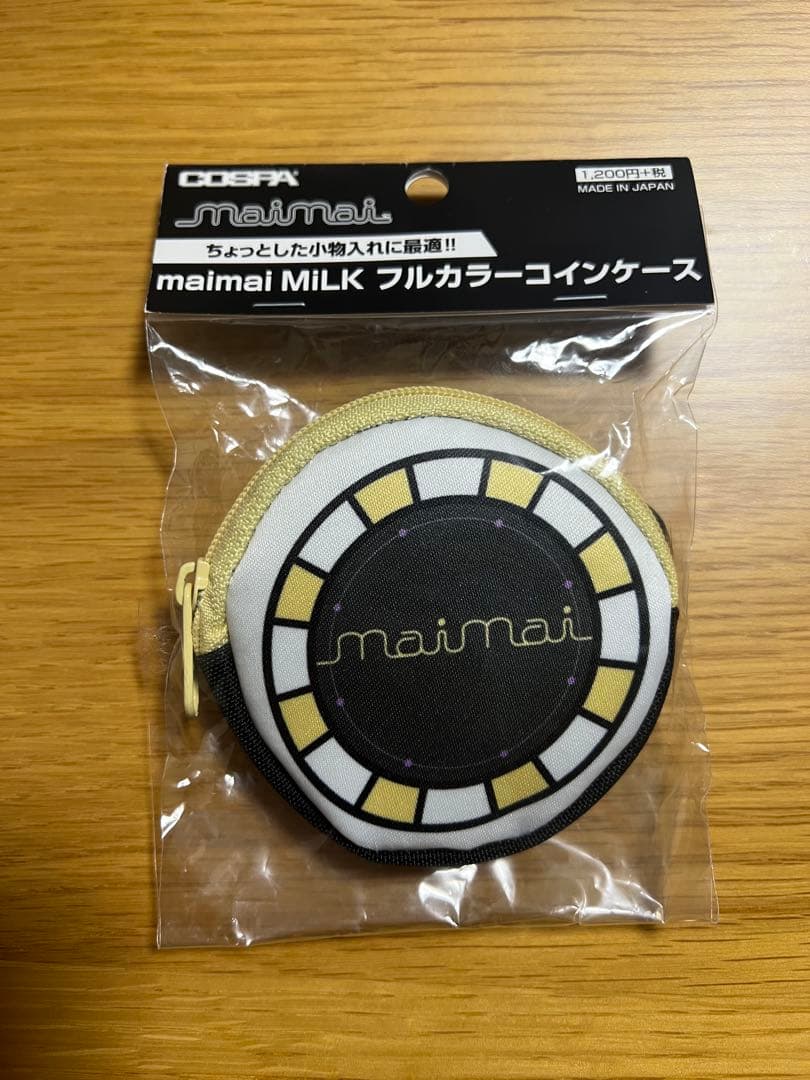 COSPA
1,200円+税
MADE IN JAPAN
maimai
ちょっとした小物入れに最適!!
maimai MiLK フルカラーコインケース
maimai